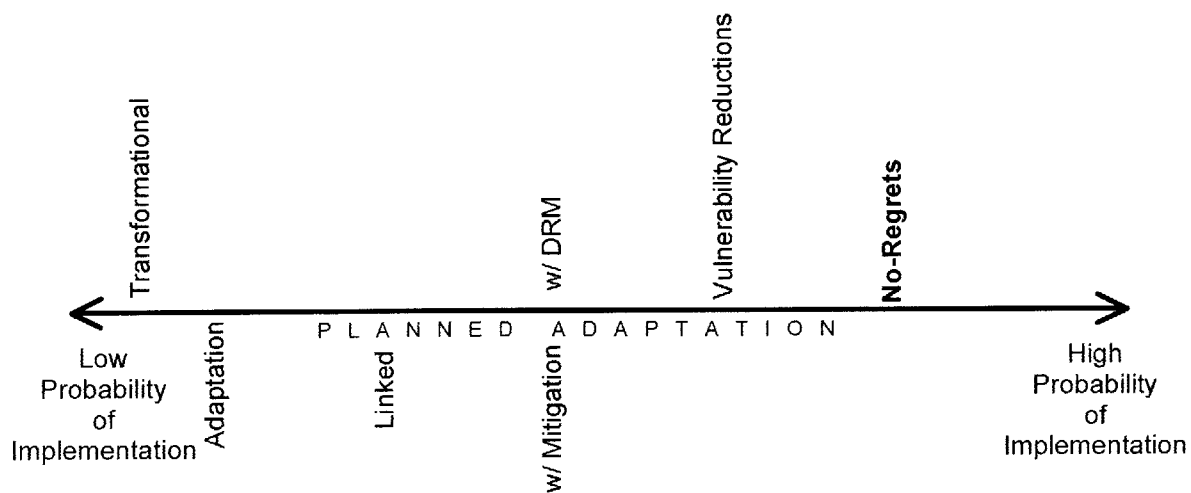 Transformational
w/ DRM
Vulnerability Reductions
No-Regrets
PLANNED ADAPTATION
Low
Probability
of
Implementation
Adaptation
Linked
w/ Mitigation
High
Probability
of
Implementation